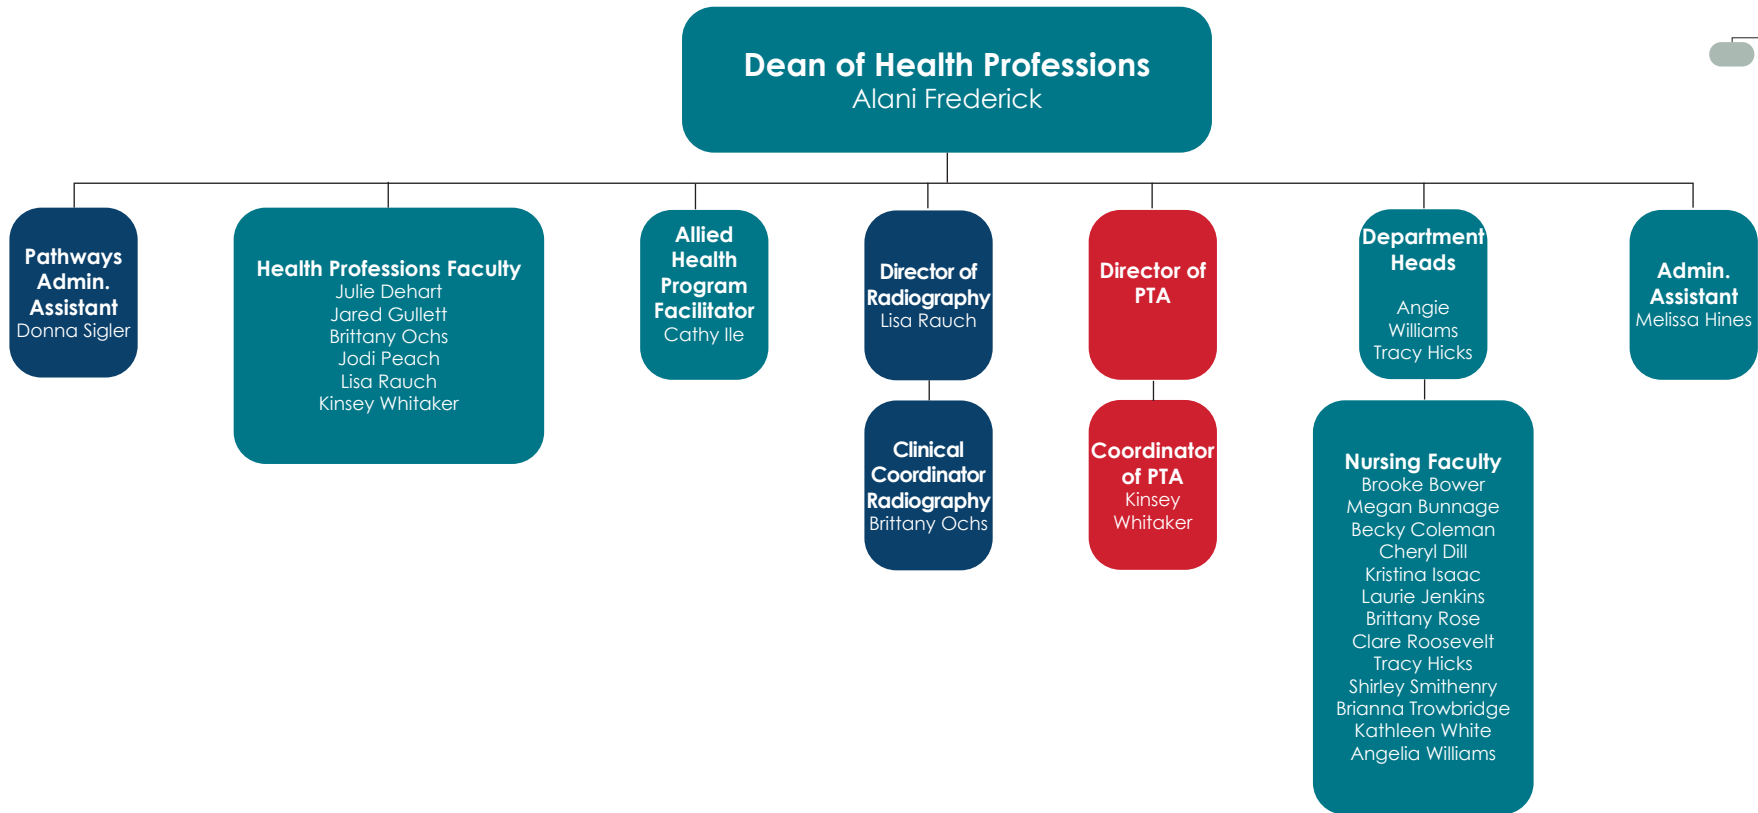 Dean of Health Professions
Alani Frederick
Pathways
Admin.
Assistant
Donna Sigler
Health Professions Faculty
Julie Dehart
Jared Gullett
Brittany Ochs
Jodi Peach
Lisa Rauch
Kinsey Whitaker
Allied
Health
Program
Facilitator
Cathy Ile
Director of
Radiography
Lisa Rauch
Director of
PTA
Department
Heads
Angie
Williams
Tracy Hicks
Admin.
Assistant
Melissa Hines
Clinical
Coordinator
Radiography
Brittany Ochs
Coordinator
of PTA
Kinsey
Whitaker
Nursing Faculty
Brooke Bower
Megan Bunnage
Becky Coleman
Cheryl Dill
Kristina Isaac
Laurie Jenkins
Brittany Rose
Clare Roosevelt
Tracy Hicks
Shirley Smithenry
Brianna Trowbridge
Kathleen White
Angelia Williams